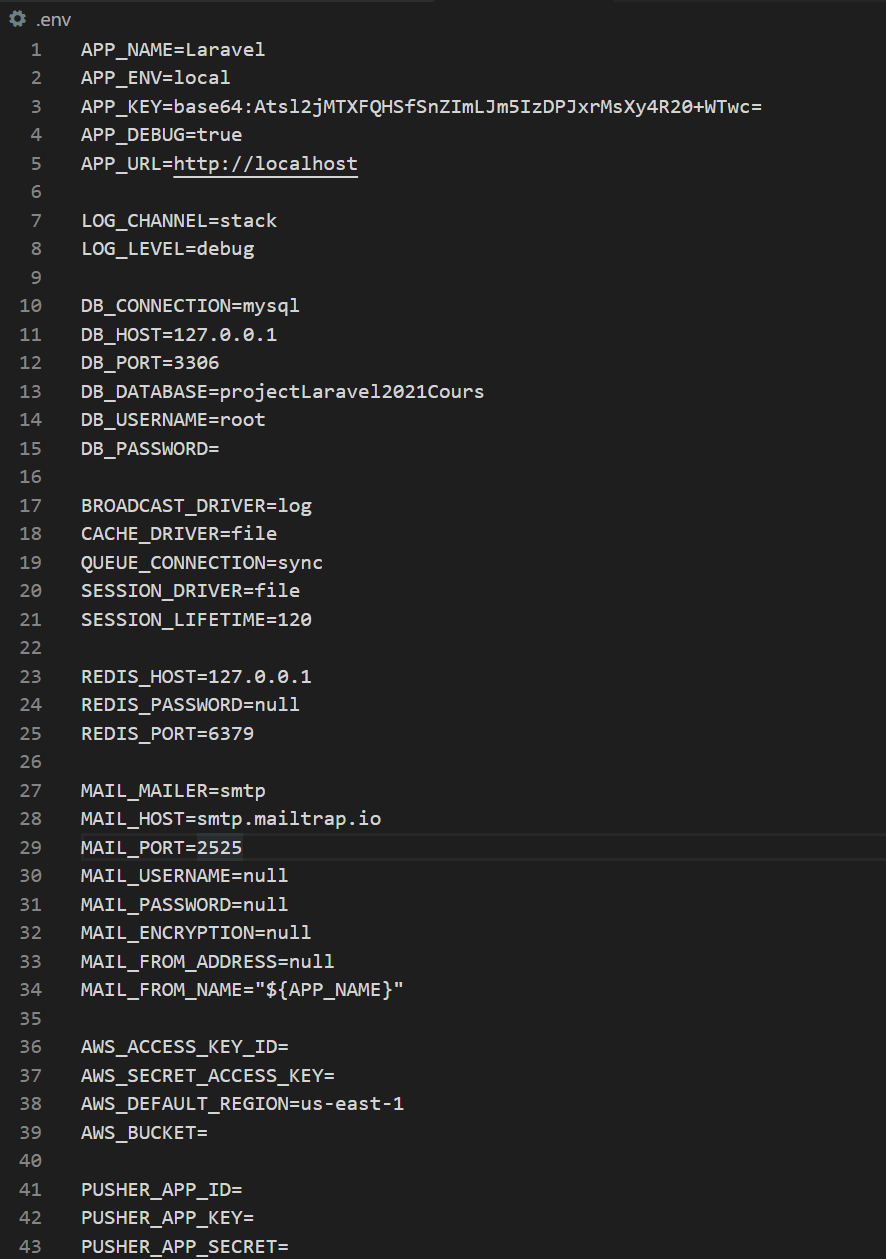 .env
1 APP_NAME=Laravel
2 APP_ENV=local
3 APP_KEY=base64:Atsl2jMTXFQHSfSnZImLJm5IzDPJxrMsXy4R20+WTwc=
4 APP_DEBUG=true
5 APP_URL=http://localhost
6
7 LOG_CHANNEL=stack
8 LOG_LEVEL=debug
9
10 DB_CONNECTION=mysql
11 DB_HOST=127.0.0.1
12 DB_PORT=3306
13 DB_DATABASE=projectLaravel2021Cours
14 DB_USERNAME=root
15 DB_PASSWORD=
16
17 BROADCAST_DRIVER=log
18 CACHE_DRIVER=file
19 QUEUE_CONNECTION=sync
20 SESSION_DRIVER=file
21 SESSION_LIFETIME=120
22
23 REDIS_HOST=127.0.0.1
24 REDIS_PASSWORD=null
25 REDIS_PORT=6379
26
27 MAIL_MAILER=smtp
28 MAIL_HOST=smtp.mailtrap.io
29 MAIL_PORT=2525
30 MAIL_USERNAME=null
31 MAIL_PASSWORD=null
32 MAIL_ENCRYPTION=null
33 MAIL_FROM_ADDRESS=null
34 MAIL_FROM_NAME="${APP_NAME}"
35
36 AWS_ACCESS_KEY_ID=
37 AWS_SECRET_ACCESS_KEY=
38 AWS_DEFAULT_REGION=us-east-1
39 AWS_BUCKET=
40
41 PUSHER_APP_ID=
42 PUSHER_APP_KEY=
43 PUSHER_APP_SECRET=